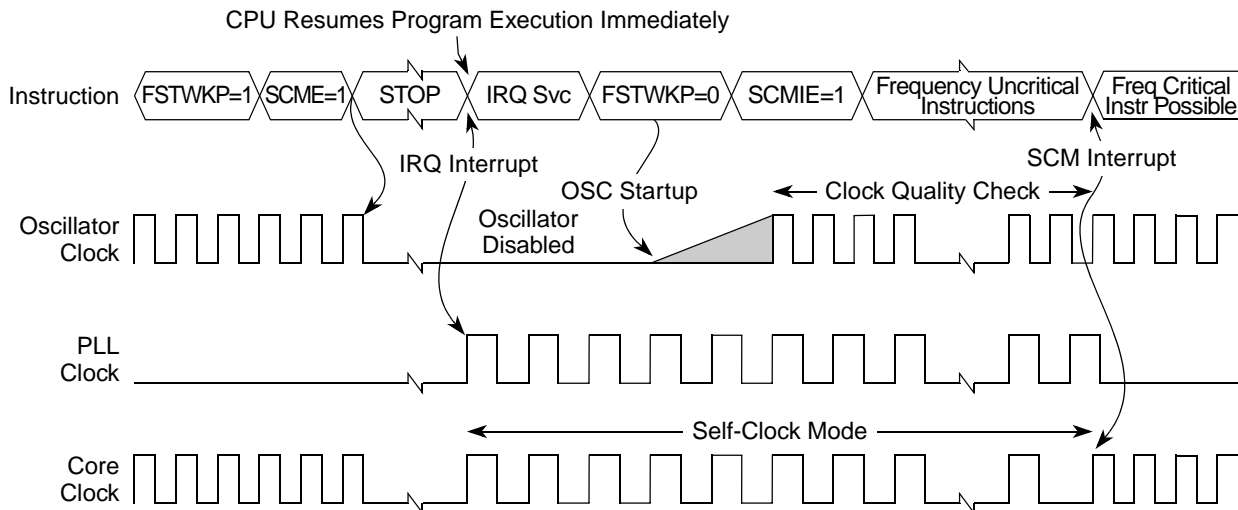 CPU Resumes Program Execution Immediately
Instruction
FSTWKP=1
SCME=1
STOP
IRQ Svc
FSTWKP=0
SCMIE=1
Frequency Uncritical
Instructions
Freq Critical
Instr Possible
IRQ Interrupt
SCM Interrupt
OSC Startup
Clock Quality Check
Oscillator
Clock
Oscillator
Disabled
PLL
Clock
Self-Clock Mode
Core
Clock